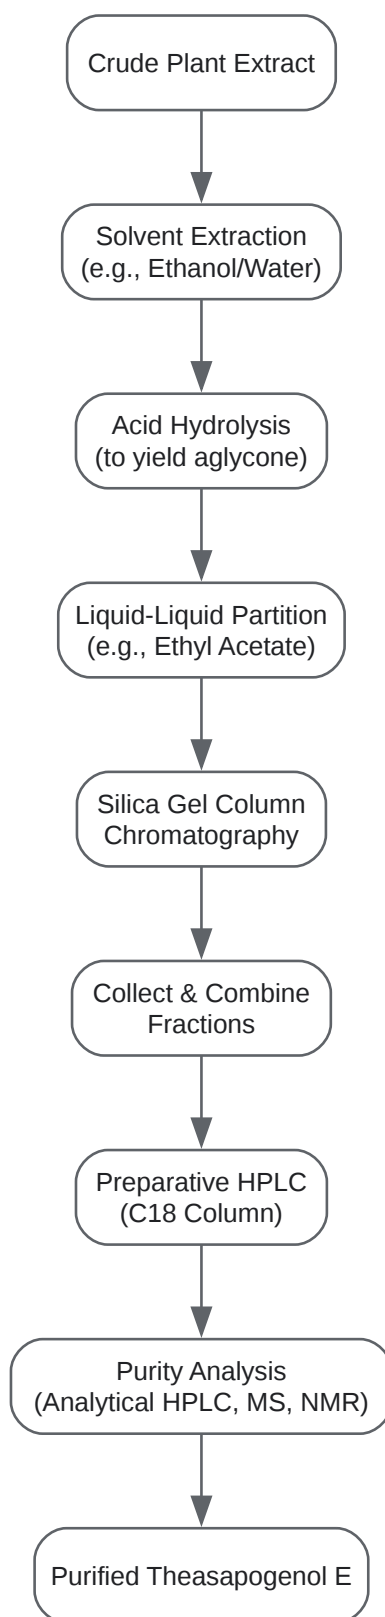 Crude Plant Extract
Solvent Extraction
(e.g., Ethanol/Water)
Acid Hydrolysis
(to yield aglycone)
Liquid-Liquid Partition
(e.g., Ethyl Acetate)
Silica Gel Column
Chromatography
Collect & Combine
Fractions
Preparative HPLC
(C18 Column)
Purity Analysis
(Analytical HPLC, MS, NMR)
Purified Theasapogenol E